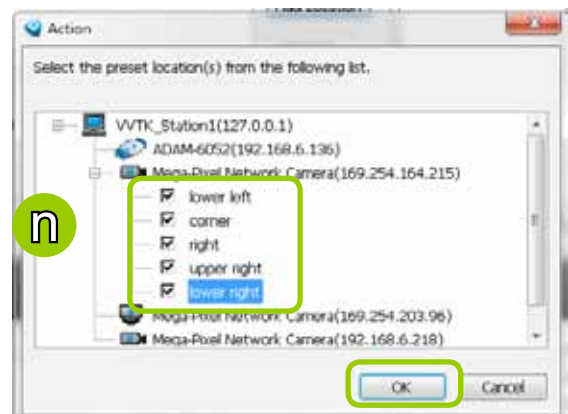 Action
Select the preset location(s) from the following list.
VVTK_Station1(127.0.0.1)
ADAM-6052(192.168.6.136)
Mega-Pixel Network Camera(169.254.164.215)
n
lower left
corner
right
upper right
lower right
Mega-Pixel Network Camera(169.254.203.96)
Mega-Pixel Network Camera(192.168.6.218)
OK
Cancel